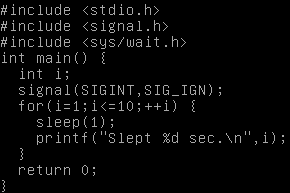 #include <stdio.h>
#include <signal.h>
#include <sys/wait.h>
int main() {
  int i;
  signal(SIGINT,SIG_IGN);
  for(i=1;i<=10;++i) {
    sleep(1);
    printf("Slept %d sec.\n",i);
  }
  return 0;
}